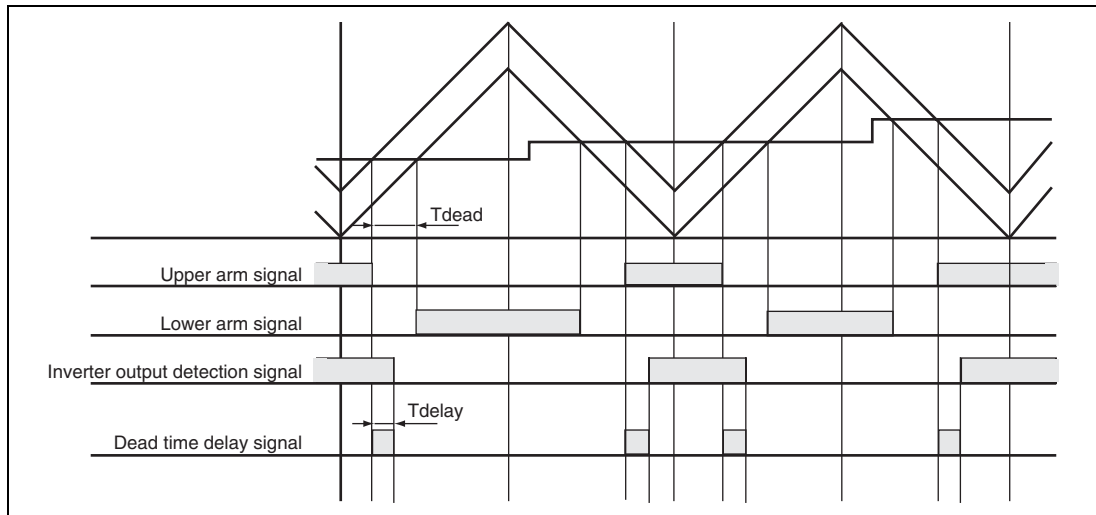 Tdead
Upper arm signal
Lower arm signal
Inverter output detection signal
Tdelay
Dead time delay signal